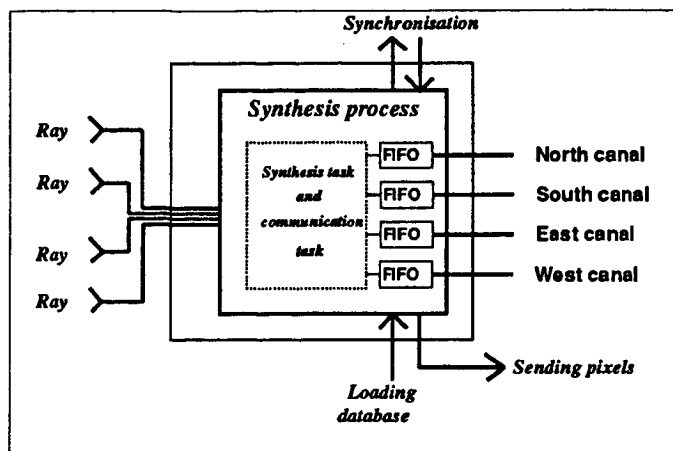 Synchronisation
Synthesis process
Ray
Ray
Ray
Ray
Synthesis task
and
communication
task
FIFO
FIFO
FIFO
FIFO
North canal
South canal
East canal
West canal
Sending pixels
Loading
database